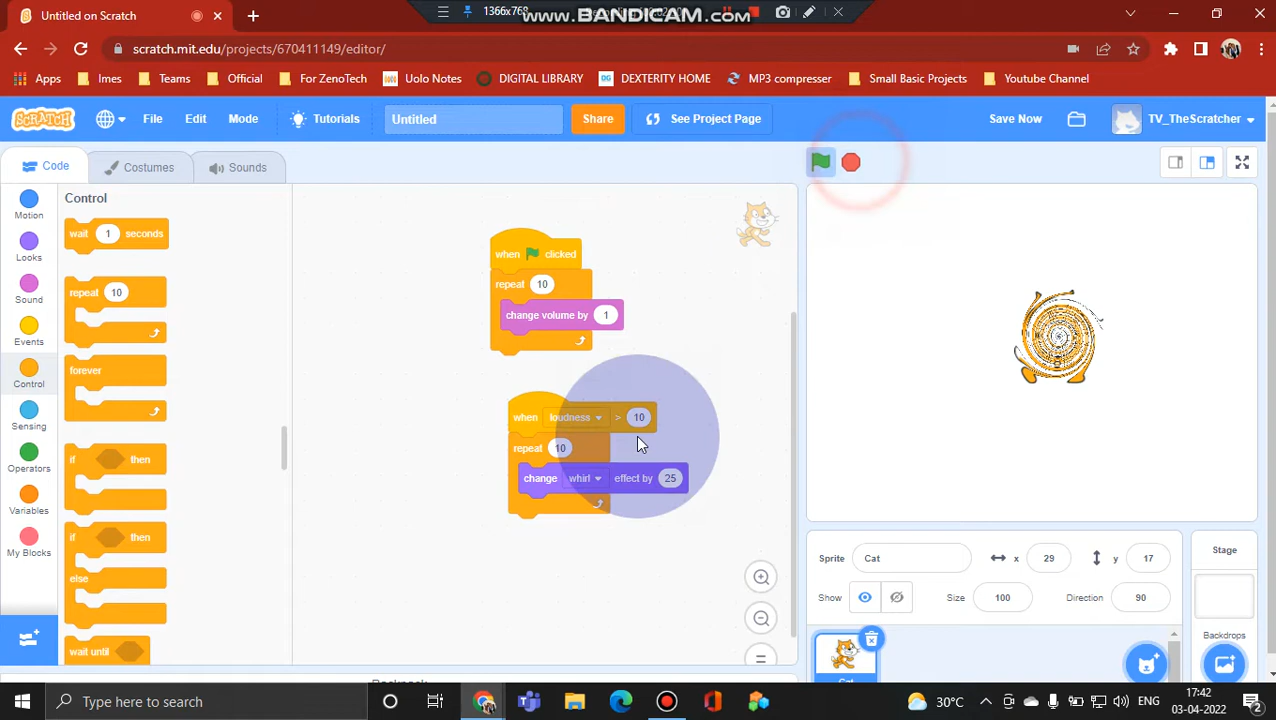 Untitled on Scratch
1366x768
www.BANDICAM.com
scratch.mit.edu/projects/670411149/editor/
Apps Imes Teams Official For ZenoTech Uolo Notes DIGITAL LIBRARY DEXTERITY HOME MP3 compresser Small Basic Projects Youtube Channel
SCRATCH File Edit Mode Tutorials Untitled Share See Project Page Save Now TV_TheScratcher
Code Costumes Sounds
Motion
Looks
Sound
Events
Control
Sensing
Operators
Variables
My Blocks
Control
wait 1 seconds
repeat 10
forever
if then
if then
else
wait until
when clicked
repeat 10
change volume by 1
when loudness > 10
repeat 10
change whirl effect by 25
Sprite Cat x 29 y 17
Show Size 100 Direction 90
Cat
Stage
Backdrops
Type here to search
30°C ENG 17:42
03-04-2022
2